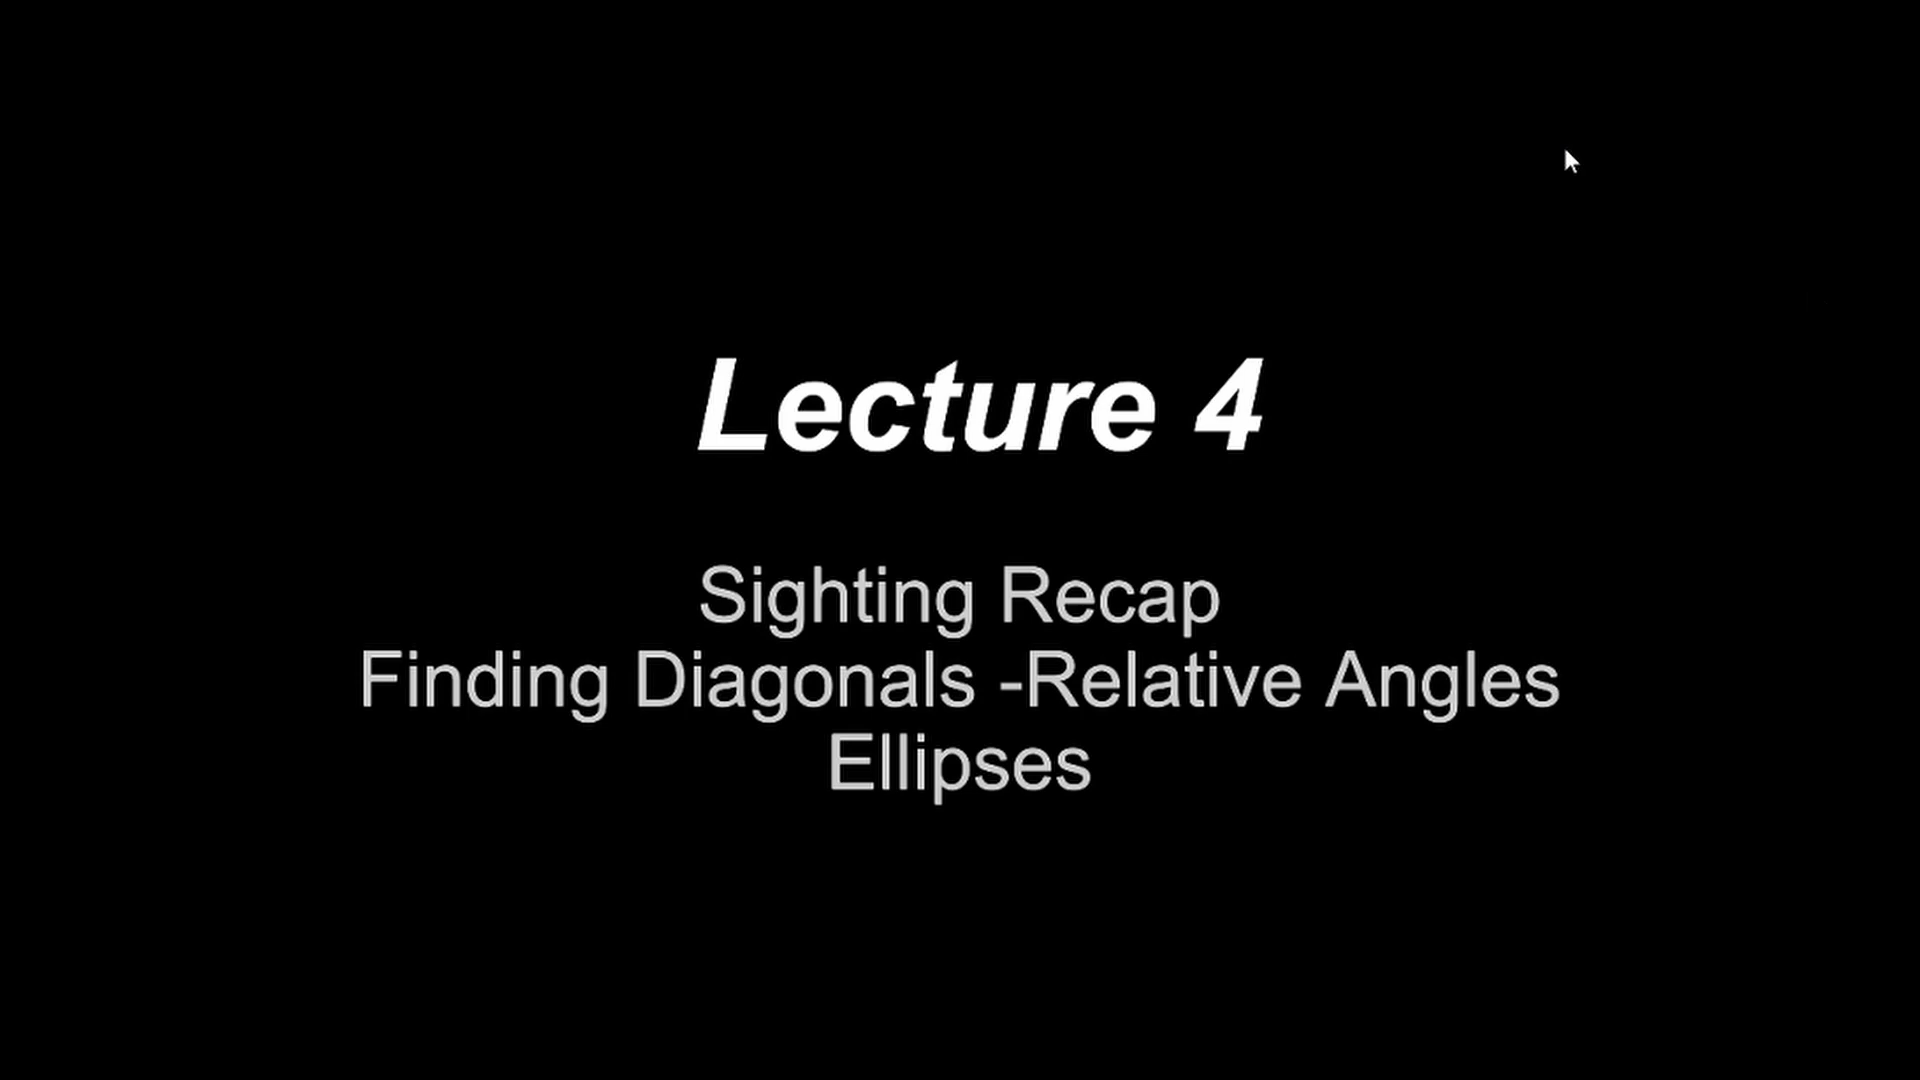 Lecture 4
Sighting Recap
Finding Diagonals -Relative Angles
Ellipses